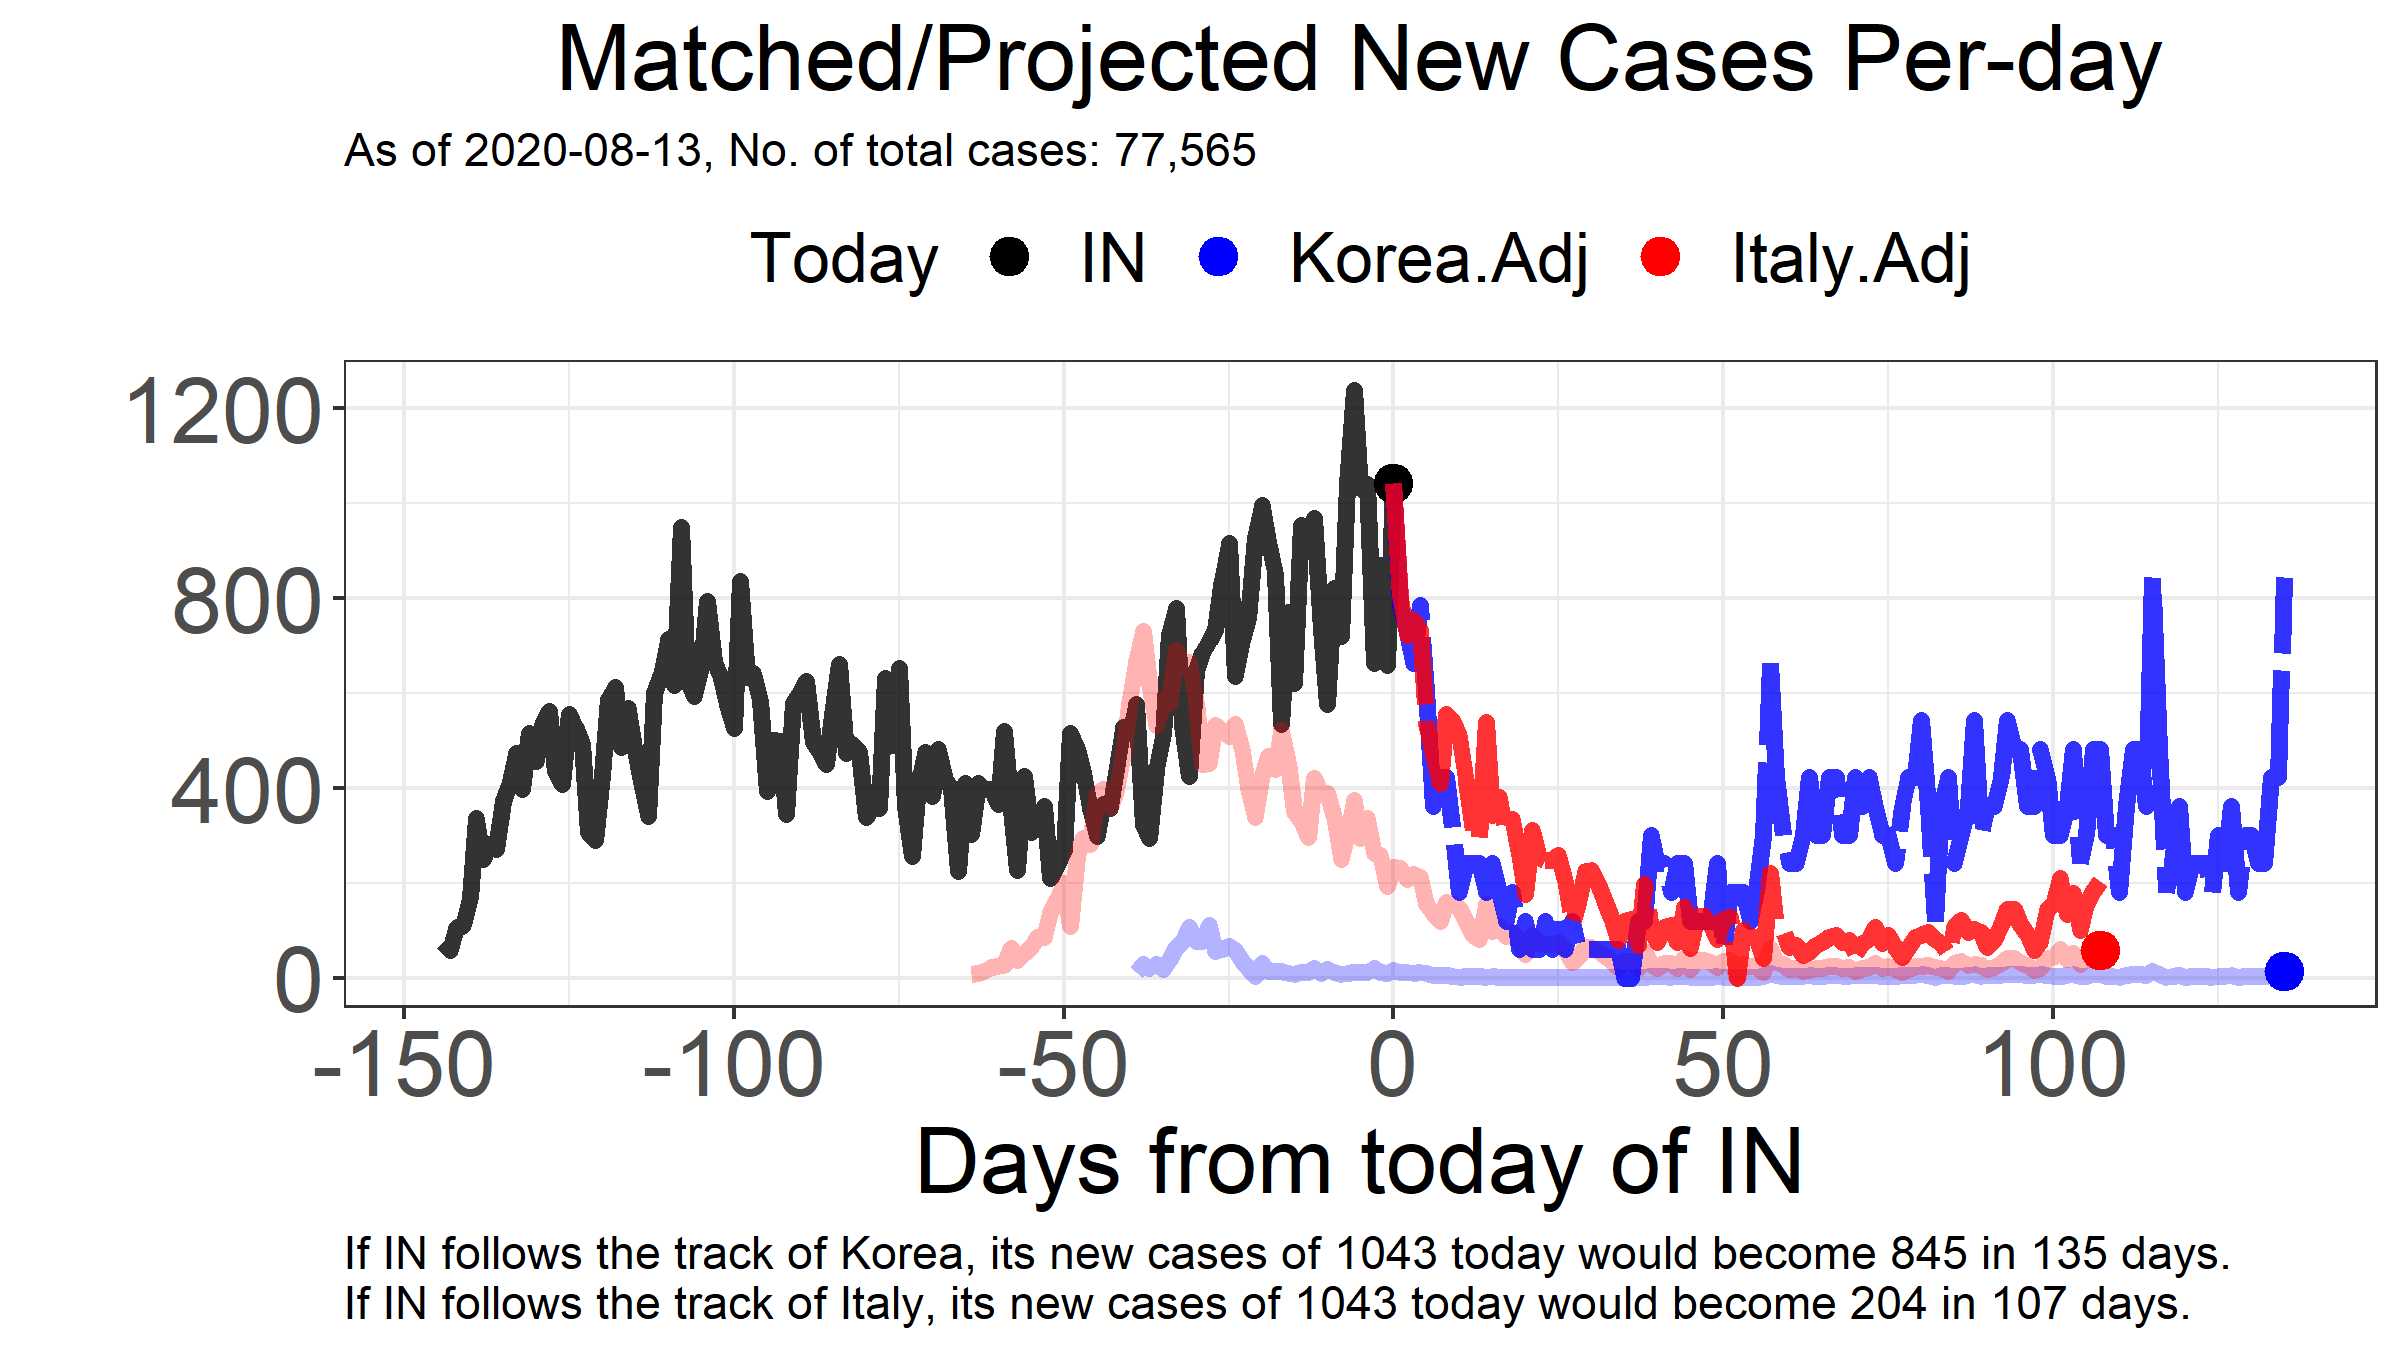 Matched/Projected New Cases Per-day
As of 2020-08-13, No. of total cases: 77,565
Today IN Korea.Adj Italy.Adj
1200
800
400
0
-150 -100 -50 0 50 100
Days from today of IN
If IN follows the track of Korea, its new cases of 1043 today would become 845 in 135 days.
If IN follows the track of Italy, its new cases of 1043 today would become 204 in 107 days.